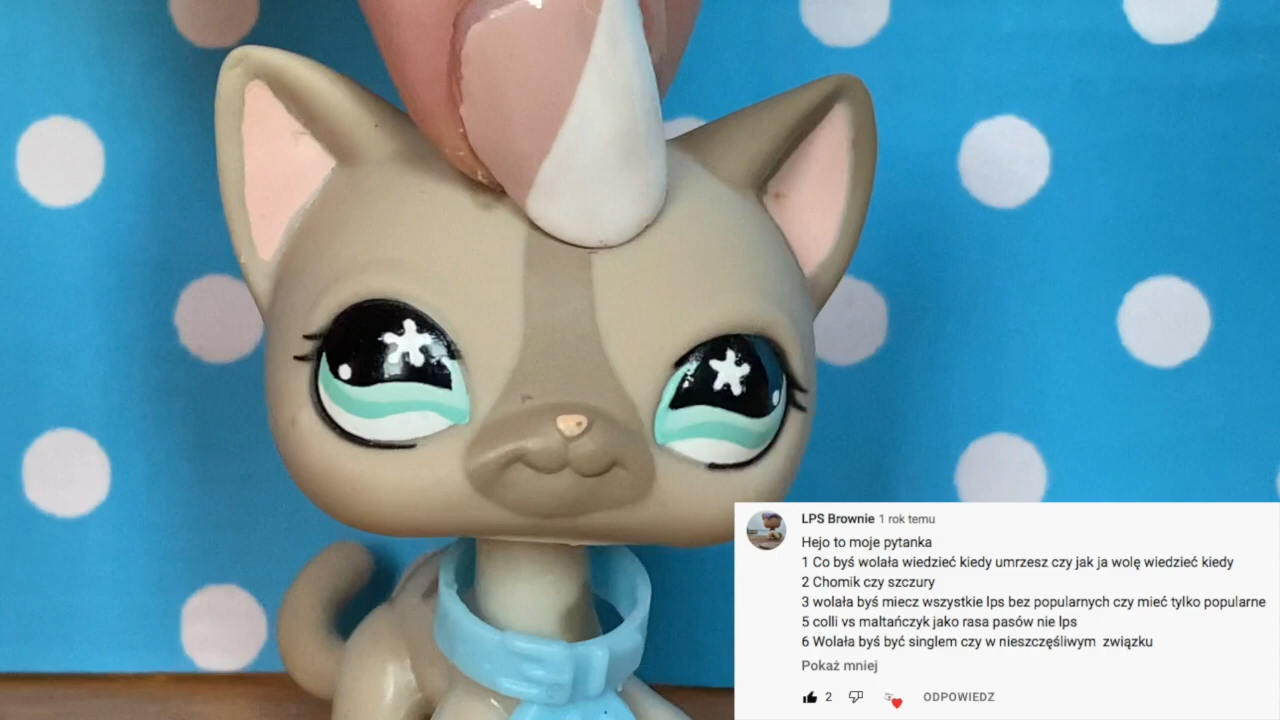 LPS Brownie 1 rok temu
Hejo to moje pytanka
1 Co byś wolała wiedzieć kiedy umrzesz czy jak ja wolę wiedzieć kiedy
2 Chomik czy szczury
3 wolała byś miecz wszystkie lps bez popularnych czy mieć tylko popularne
5 colli vs maltańczyk jako rasa pasów nie lps
6 Wolała byś być singlem czy w nieszczęśliwym związku
Pokaż mniej
2 ODPOWIEDZ